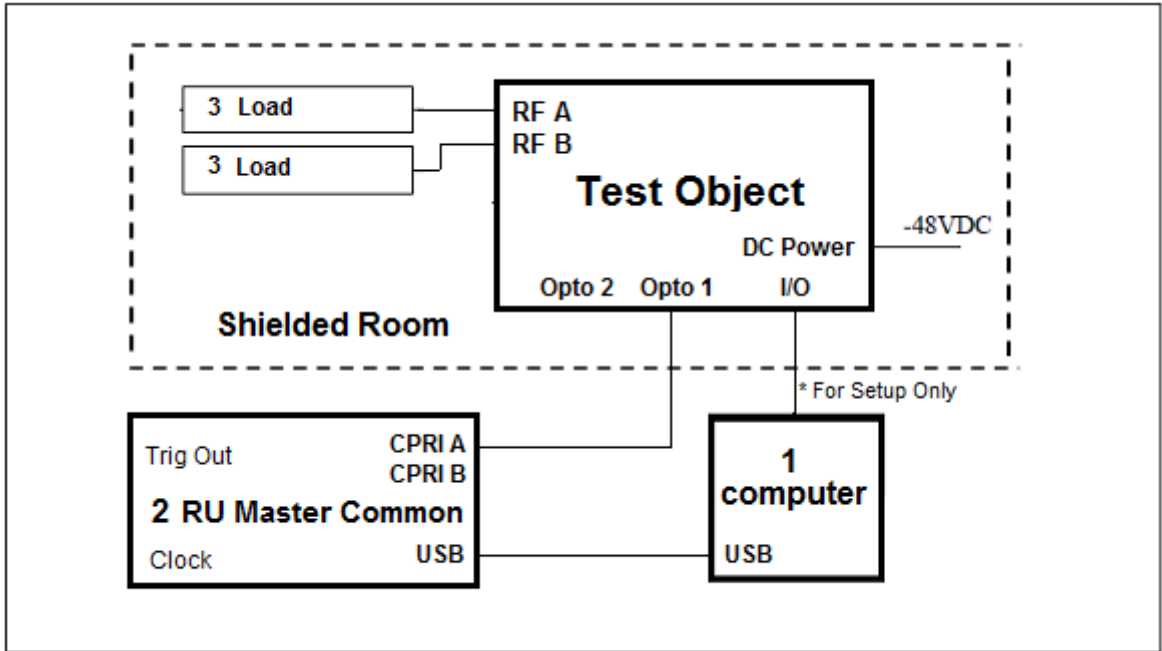 3 Load
3 Load
RF A
RF B
Test Object
-48VDC
DC Power
Opto 2 Opto 1 I/O
Shielded Room
* For Setup Only
Trig Out
CPRI A
CPRI B
2 RU Master Common
Clock
USB
1
computer
USB